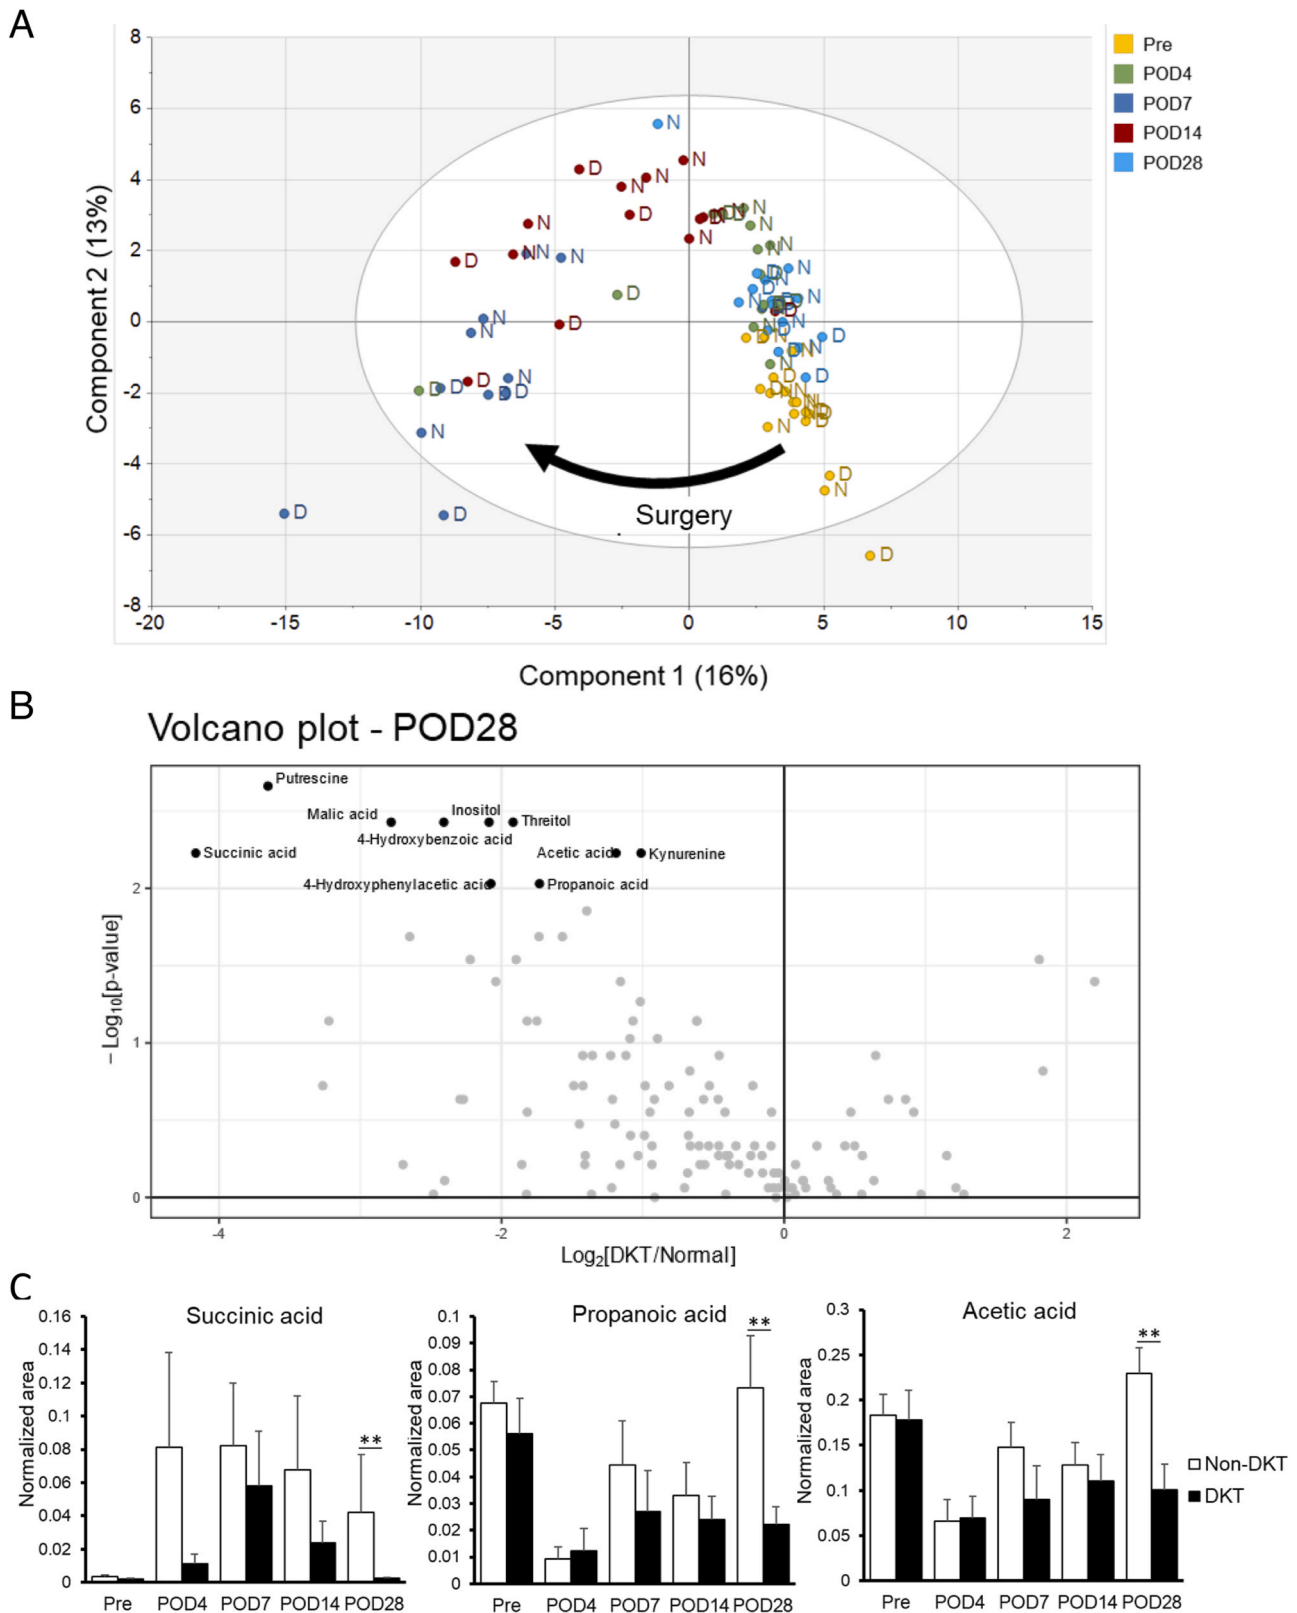 A
8
6
4
2
0
-2
-4
-6
-8
-20
-15
-10
-5
0
5
10
15
Component 2 (13%)
Component 1 (16%)
Surgery
Pre
POD4
POD7
POD14
POD28
N
D
N
N
N
D
N
D
N
N
N
D
D
D
N
N
N
D
D
D
N
D
D
D
N
D
N
D
B
Volcano plot - POD28
Putrescine
Malic acid
Inositol
Threitol
4-Hydroxybenzoic acid
Succinic acid
Acetic acid
Kynurenine
4-Hydroxyphenylacetic acid
Propanoic acid
2
1
0
-4
-2
0
2
– Log10[p-value]
Log2[DKT/Normal]
C
Succinic acid
Normalized area
0.16
0.14
0.12
0.1
0.08
0.06
0.04
0.02
0
**
Pre POD4 POD7 POD14 POD28
Propanoic acid
Normalized area
0.1
0.09
0.08
0.07
0.06
0.05
0.04
0.03
0.02
0.01
0
**
Pre POD4 POD7 POD14 POD28
Acetic acid
Normalized area
0.3
0.25
0.2
0.15
0.1
0.05
0
**
Pre POD4 POD7 POD14 POD28
Non-DKT
DKT